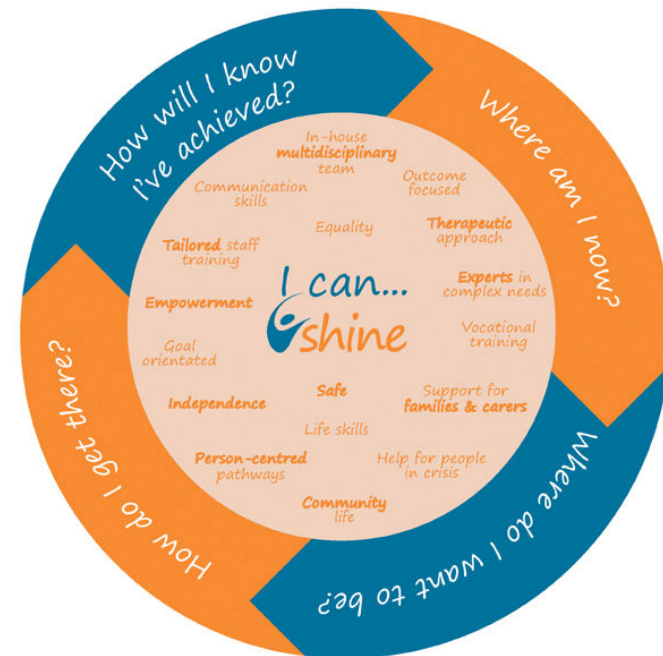 How will I know
I've achieved?
Where am I now?
Where do I want to be?
How do I get there?
In-house
multidisciplinary
team
Communication
skills
Outcome
focused
Equality
Therapeutic
approach
Tailored staff
training
I can...
shine
Experts in
complex needs
Empowerment
Vocational
training
Goal
orientated
Independence
Safe
Support for
families & carers
Life skills
Person-centred
pathways
Help for people
in crisis
Community
life